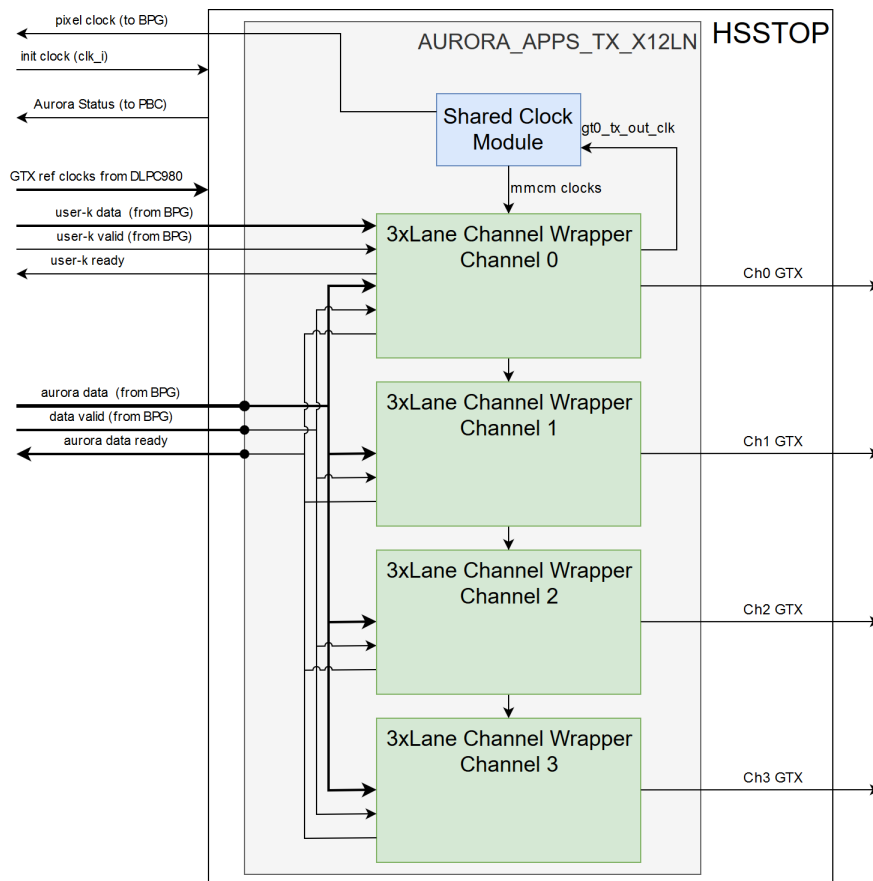 pixel clock (to BPG)
HSSTOP
AURORA_APPS_TX_X12LN
init clock (clk_i)
Aurora Status (to PBC)
Shared Clock
Module
gt0_tx_out_clk
GTX ref clocks from DLPC980
mmcm clocks
user-k data (from BPG)
user-k valid (from BPG)
user-k ready
3xLane Channel Wrapper
Channel 0
Ch0 GTX
aurora data (from BPG)
data valid (from BPG)
aurora data ready
3xLane Channel Wrapper
Channel 1
Ch1 GTX
3xLane Channel Wrapper
Channel 2
Ch2 GTX
3xLane Channel Wrapper
Channel 3
Ch3 GTX